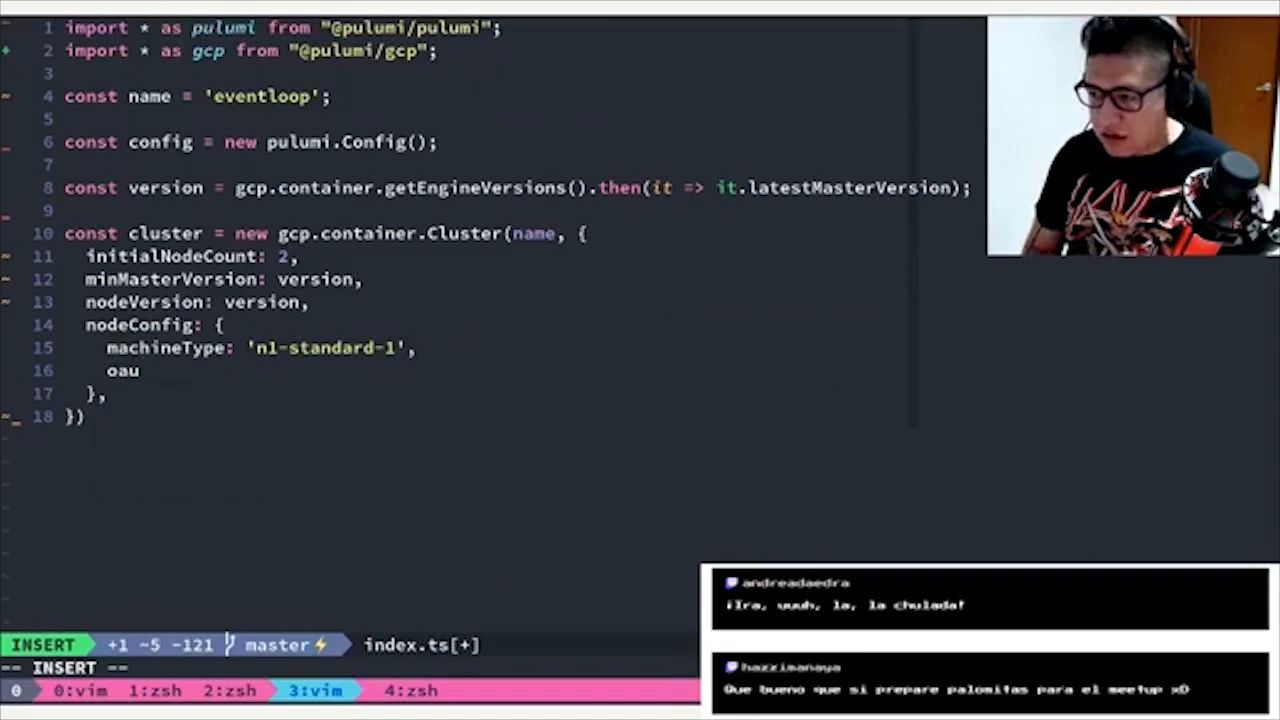 1 import * as pulumi from "@pulumi/pulumi";
2 import * as gcp from "@pulumi/gcp";
3
4 const name = 'eventloop';
5
6 const config = new pulumi.Config();
7
8 const version = gcp.container.getEngineVersions().then(it => it.latestMasterVersion);
9
10 const cluster = new gcp.container.Cluster(name, {
11 initialNodeCount: 2,
12 minMasterVersion: version,
13 nodeVersion: version,
14 nodeConfig: {
15 machineType: 'n1-standard-1',
16 oau
17 },
18 })
andreadaedra
¡Ira, uuuh, la, la chulada!
hazzimanaya
Que bueno que si prepare palomitas para el meetup xD
INSERT +1 ~5 -121 master⚡ index.ts[+]
-- INSERT --
0 0:vim 1:zsh 2:zsh 3:vim 4:zsh